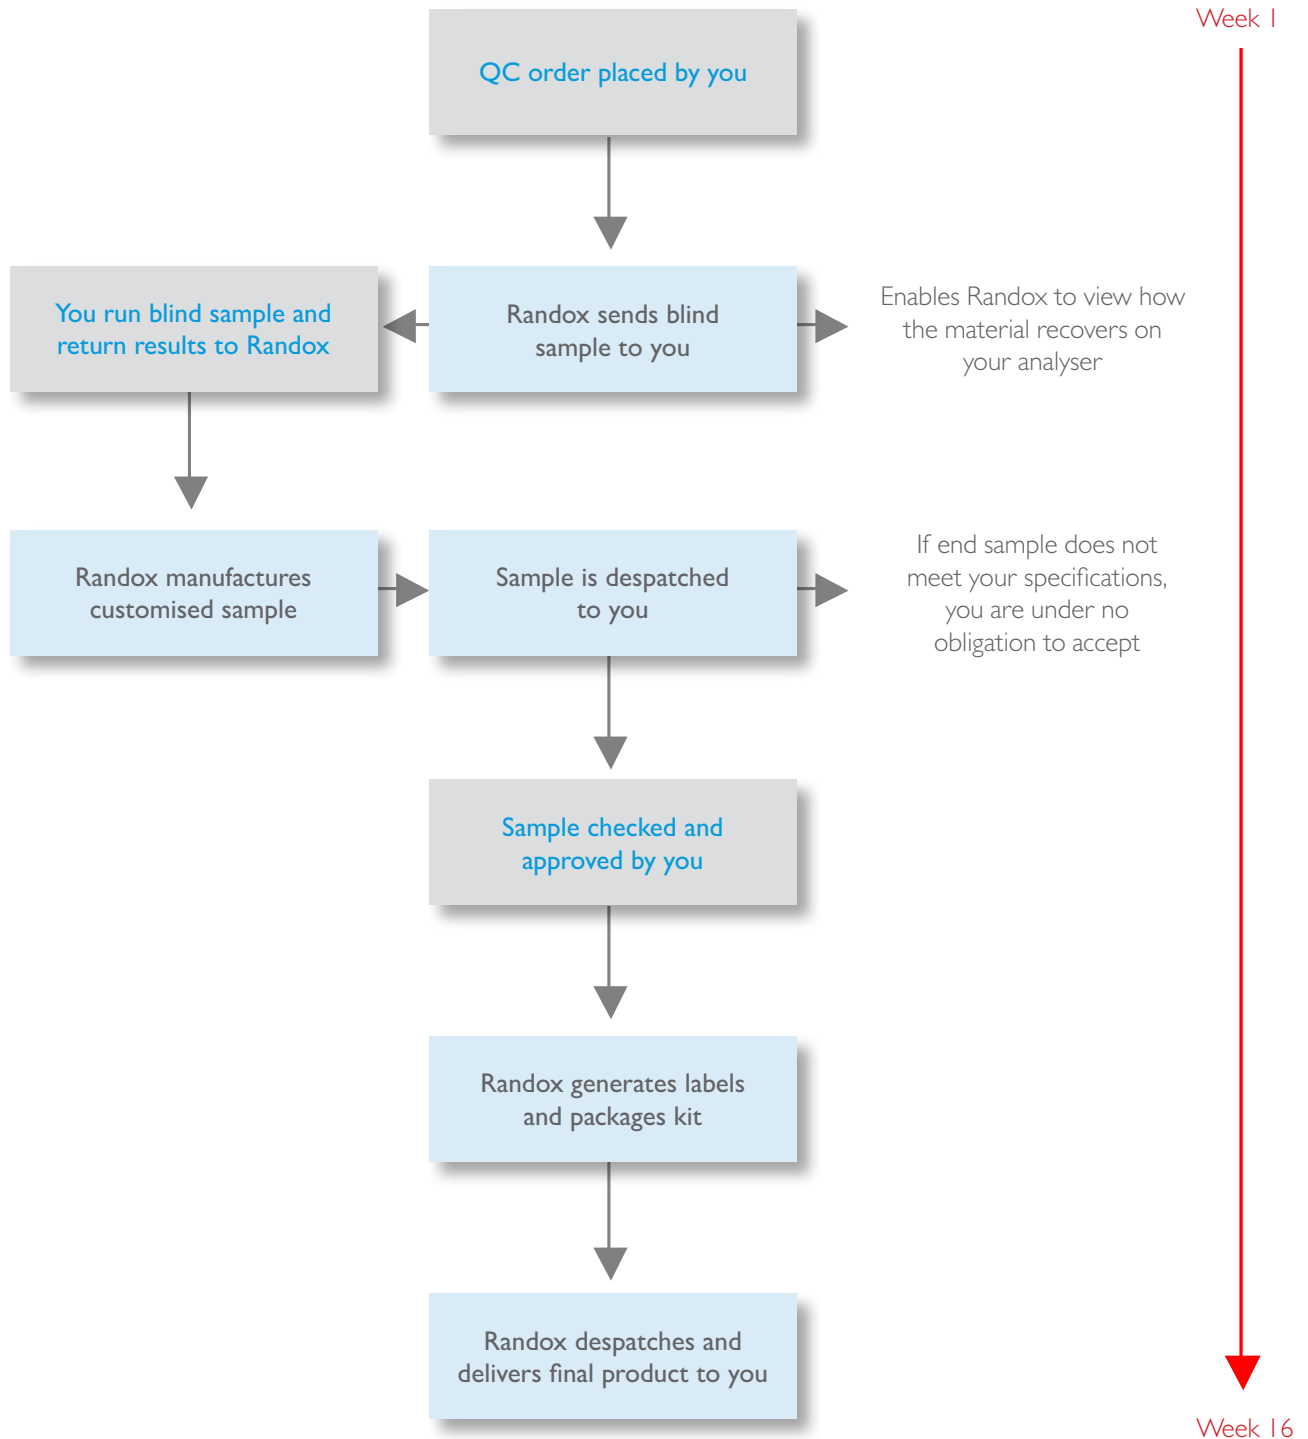 Week 1
QC order placed by you
You run blind sample and
return results to Randox
Randox sends blind
sample to you
Enables Randox to view how
the material recovers on
your analyser
Randox manufactures
customised sample
Sample is despatched
to you
If end sample does not
meet your specifications,
you are under no
obligation to accept
Sample checked and
approved by you
Randox generates labels
and packages kit
Randox despatches and
delivers final product to you
Week 16